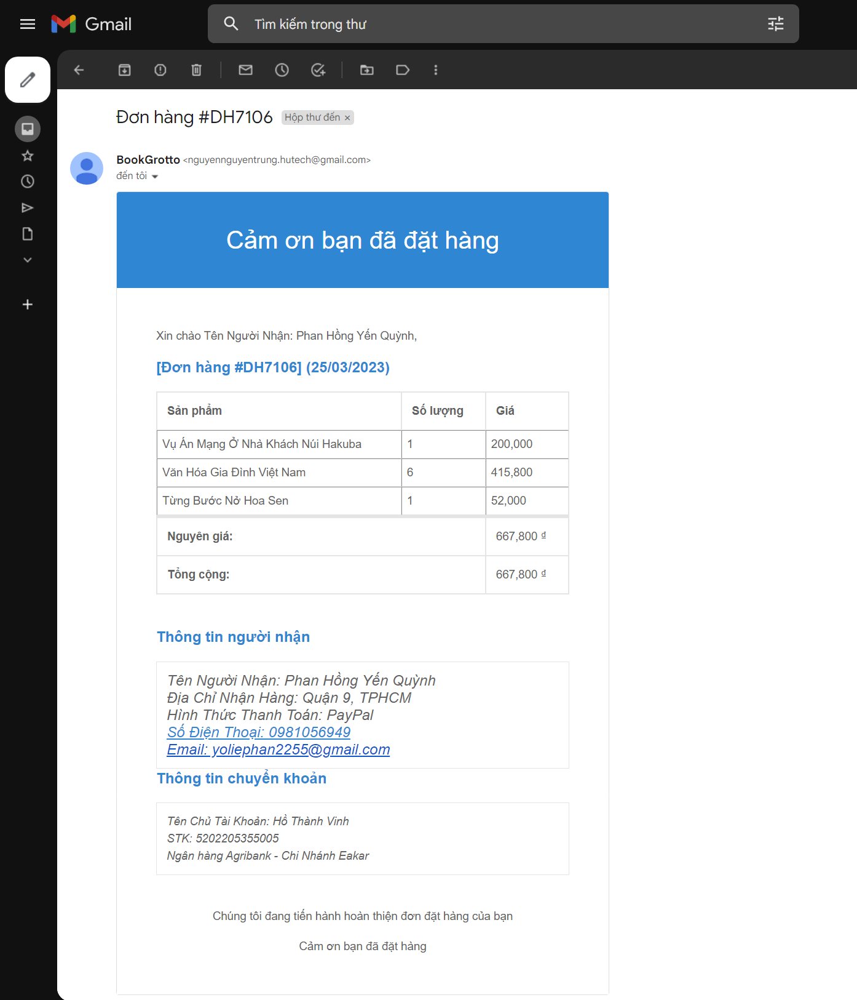 Gmail
Tìm kiếm trong thư
Đơn hàng #DH7106 Hộp thư đến ×
BookGrotto <nguyennguyentrung.hutech@gmail.com>
đến tôi
Cảm ơn bạn đã đặt hàng
Xin chào Tên Người Nhận: Phan Hồng Yến Quỳnh,
[Đơn hàng #DH7106] (25/03/2023)
Sản phẩm Số lượng Giá
Vụ Án Mạng Ở Nhà Khách Núi Hakuba 1 200,000
Văn Hóa Gia Đình Việt Nam 6 415,800
Từng Bước Nở Hoa Sen 1 52,000
Nguyên giá: 667,800 ₫
Tổng cộng: 667,800 ₫
Thông tin người nhận
Tên Người Nhận: Phan Hồng Yến Quỳnh
Địa Chỉ Nhận Hàng: Quận 9, TPHCM
Hình Thức Thanh Toán: PayPal
Số Điện Thoại: 0981056949
Email: yoliephan2255@gmail.com
Thông tin chuyển khoản
Tên Chủ Tài Khoản: Hồ Thành Vinh
STK: 5202205355005
Ngân hàng Agribank - Chi Nhánh Eakar
Chúng tôi đang tiến hành hoàn thiện đơn đặt hàng của bạn
Cảm ơn bạn đã đặt hàng